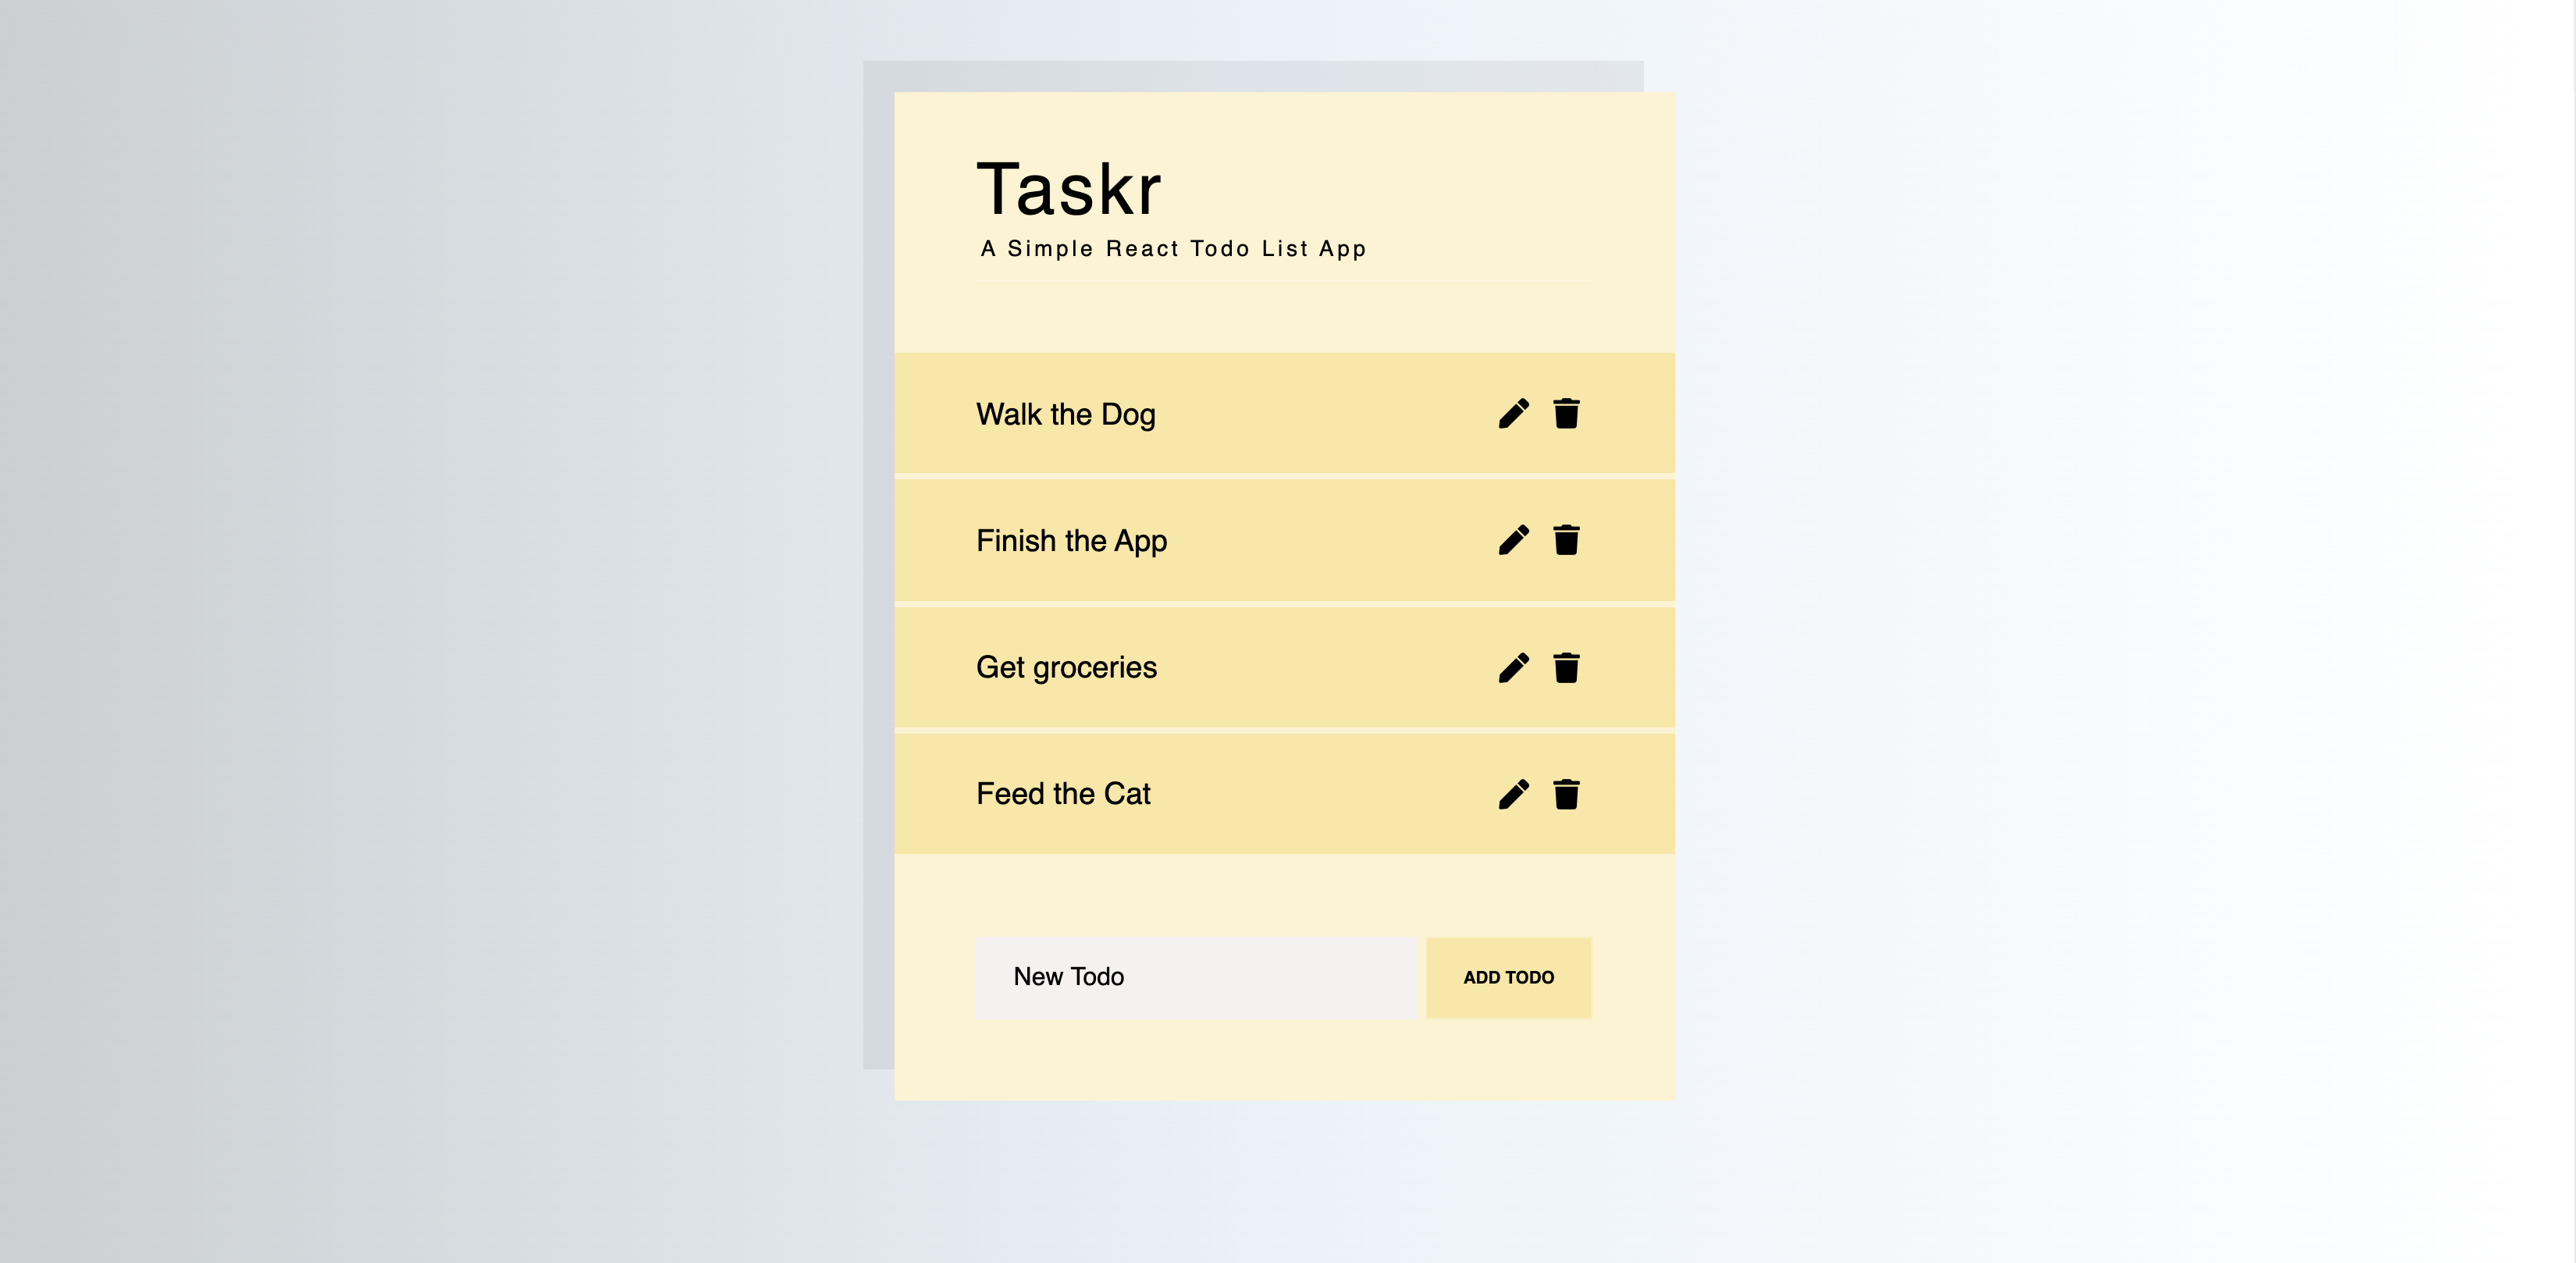 Taskr
A Simple React Todo List App
Walk the Dog
Finish the App
Get groceries
Feed the Cat
New Todo
ADD TODO